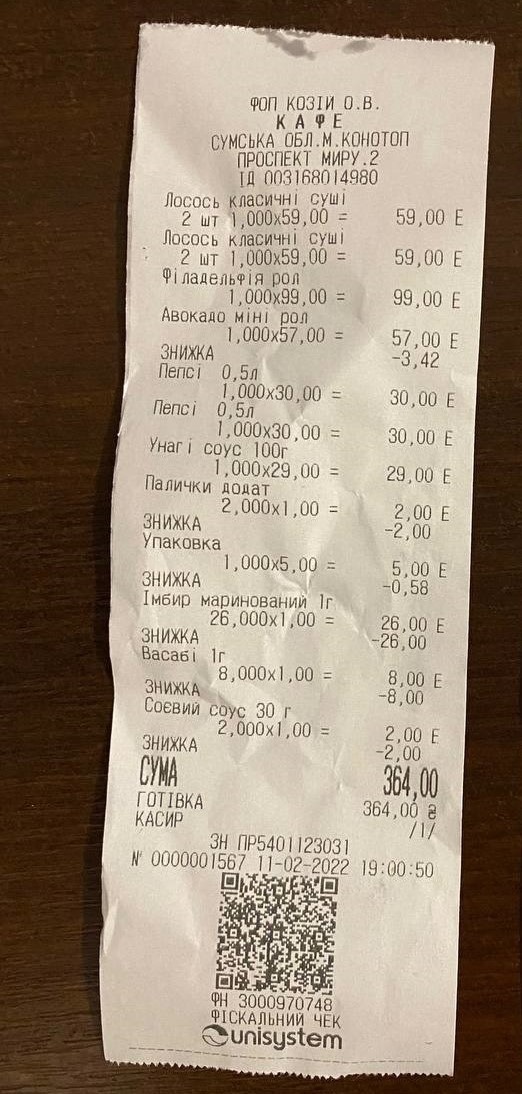 ФОП КОЗІЙ О.В.
КАФЕ
СУМСЬКА ОБЛ.М.КОНОТОП
ПРОСПЕКТ МИРУ.2
ІД 003168014980
Лосось класичні суші
2 шт 1,000x59,00 = 59,00 Е
Лосось класичні суші
2 шт 1,000x59,00 = 59,00 Е
Філадельфія рол
1,000x99,00 = 99,00 Е
Авокадо міні рол
1,000x57,00 = 57,00 Е
ЗНИЖКА -3,42
Пепсі 0,5л
1,000x30,00 = 30,00 Е
Пепсі 0,5л
1,000x30,00 = 30,00 Е
Унагі соус 100г
1,000x29,00 = 29,00 Е
Палички додат
2,000x1,00 = 2,00 Е
ЗНИЖКА -2,00
Упаковка
1,000x5,00 = 5,00 Е
ЗНИЖКА -0,58
Імбир маринований 1г
26,000x1,00 = 26,00 Е
ЗНИЖКА -26,00
Васабі 1г
8,000x1,00 = 8,00 Е
ЗНИЖКА -8,00
Соєвий соус 30 г
2,000x1,00 = 2,00 Е
ЗНИЖКА -2,00
СУМА 364,00
ГОТІВКА 364,00 ₴
КАСИР /1/
ЗН ПР5401123031
№ 0000001567 11-02-2022 19:00:50
ФН 3000970748
ФІСКАЛЬНИЙ ЧЕК
unisystem